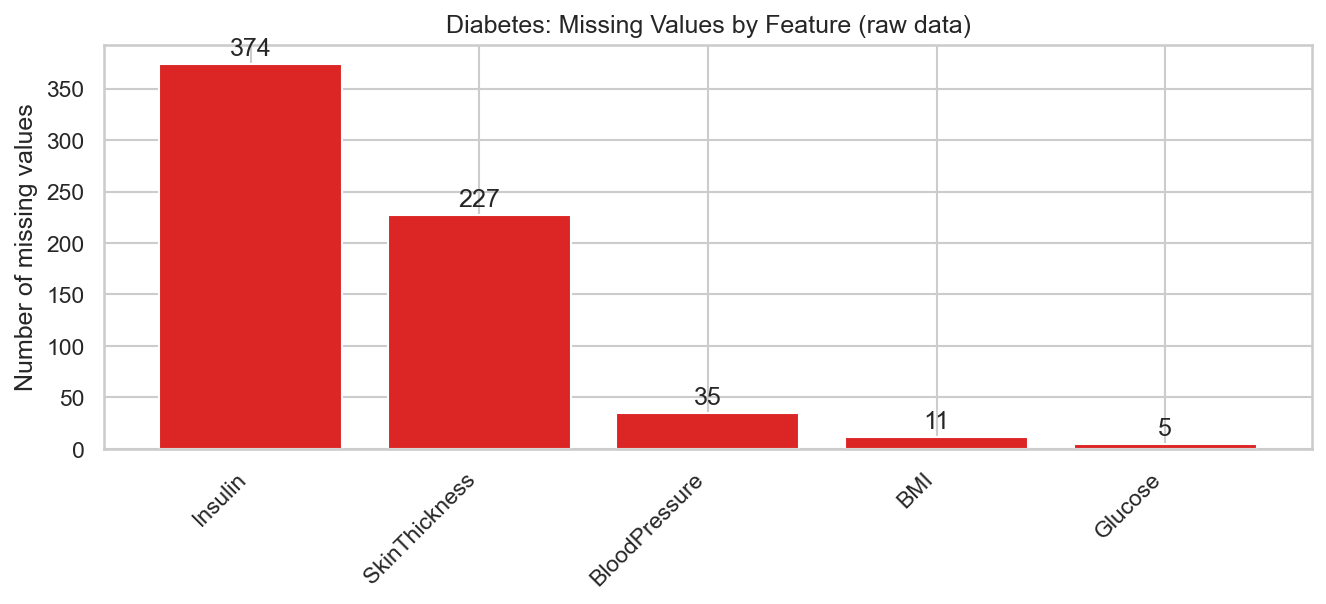 Diabetes: Missing Values by Feature (raw data)
Number of missing values
350
300
250
200
150
100
50
0
374
227
35
11
5
Insulin
SkinThickness
BloodPressure
BMI
Glucose